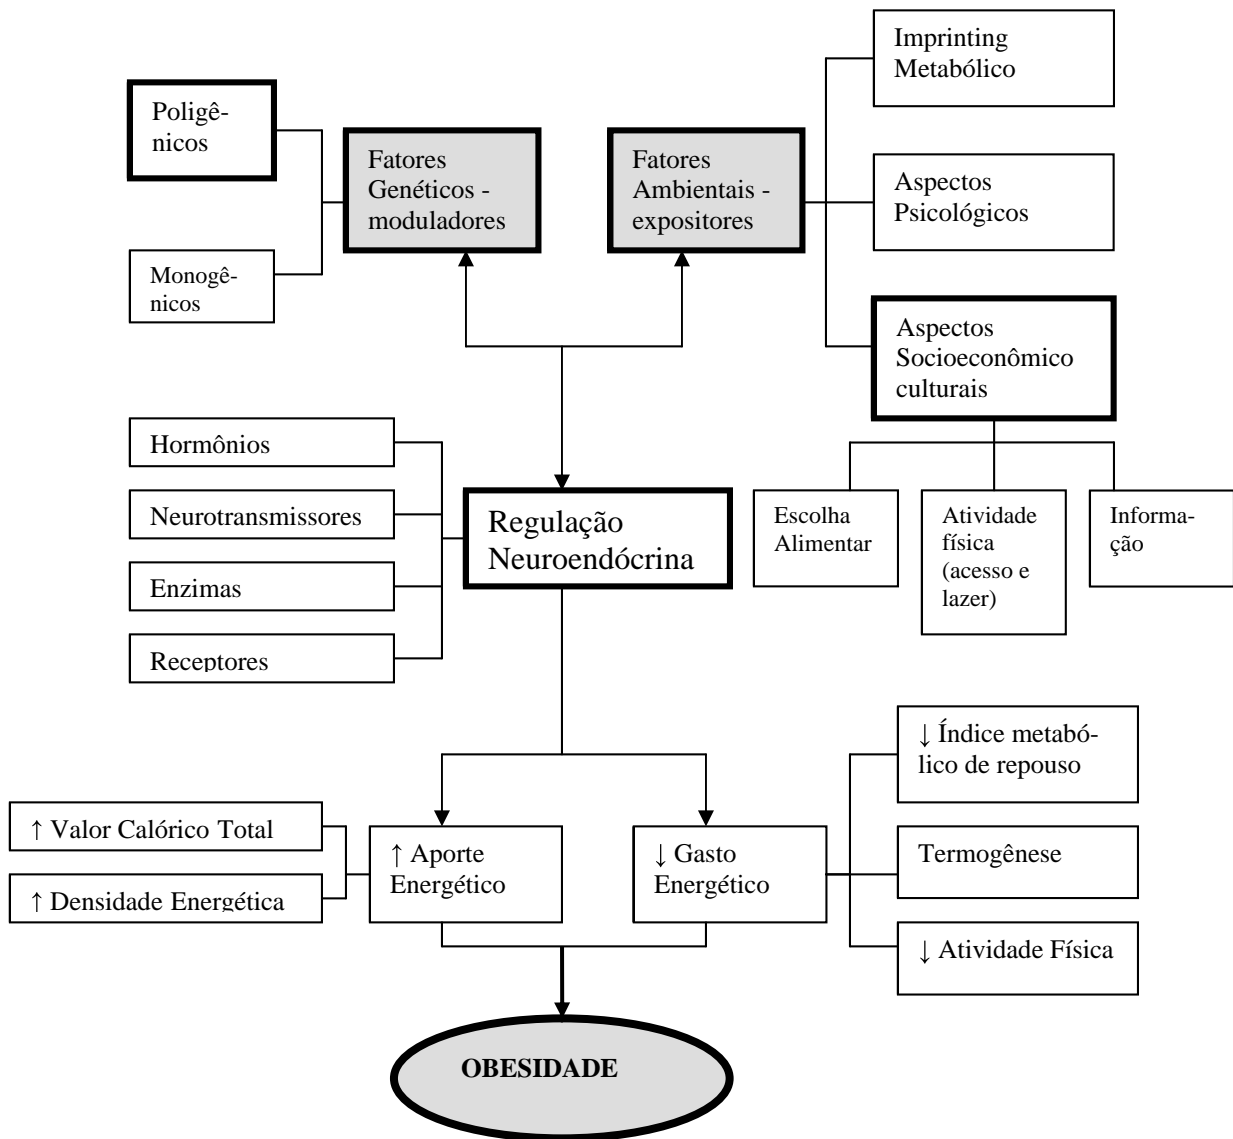 Imprinting
Metabólico
Poligê-
nicos
Fatores
Genéticos -
moduladores
Fatores
Ambientais -
expositores
Aspectos
Psicológicos
Monogê-
nicos
Aspectos
Socioeconômico
culturais
Hormônios
Neurotransmissores
Enzimas
Receptores
Regulação
Neuroendócrina
Escolha
Alimentar
Atividade
física
(acesso e
lazer)
Informa-
ção
↓ Índice metabó-
lico de repouso
↑ Valor Calórico Total
↑ Densidade Energética
↑ Aporte
Energético
↓ Gasto
Energético
Termogênese
↓ Atividade Física
OBESIDADE